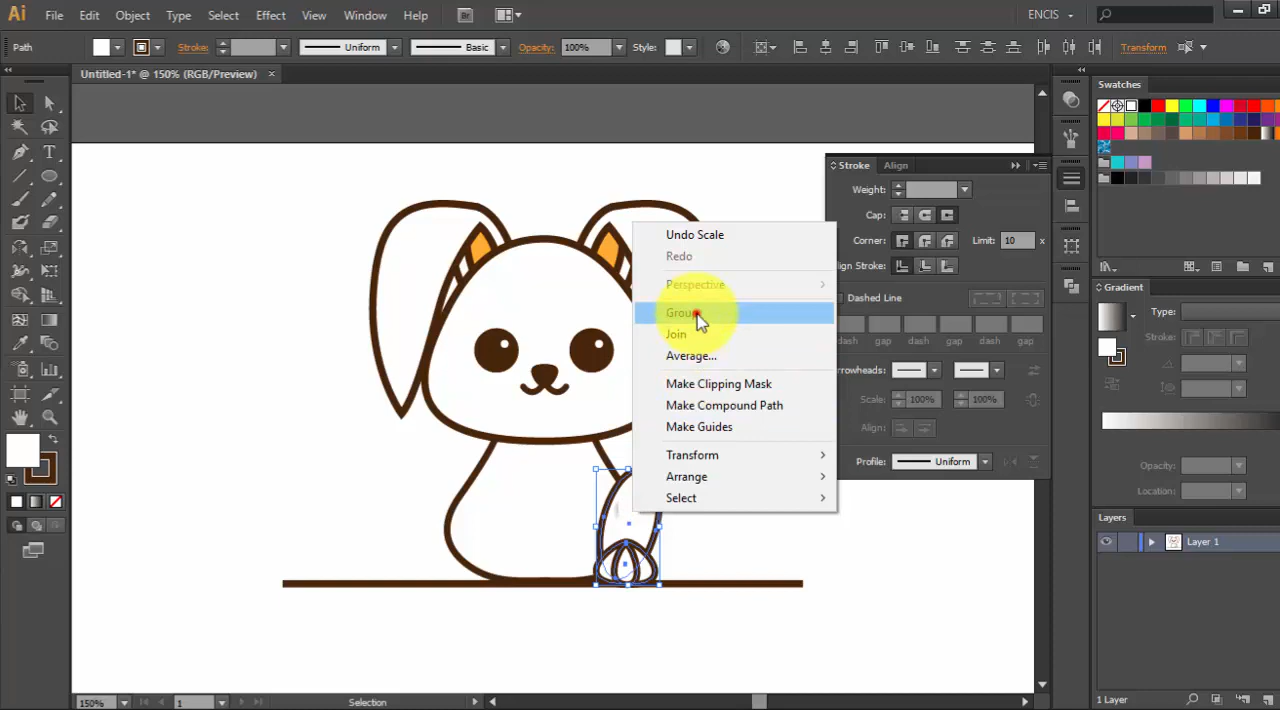 Ai File Edit Object Type Select Effect View Window Help Br ENCIS
Path Stroke: Uniform Basic Opacity: 100% Style: Transform
Untitled-1* @ 150% (RGB/Preview) ×
Swatches
Stroke Align
Weight:
Cap:
Corner: Limit: 10 x
lign Stroke:
Dashed Line
dash gap dash gap dash gap
rrowheads:
Scale: 100% 100%
Align:
Profile: Uniform
Undo Scale
Redo
Perspective
Group
Join
Average...
Make Clipping Mask
Make Compound Path
Make Guides
Transform
Arrange
Select
Gradient
Type:
Stroke:
Opacity:
Location:
Layers
Layer 1
1 Layer
150% 1 Selection